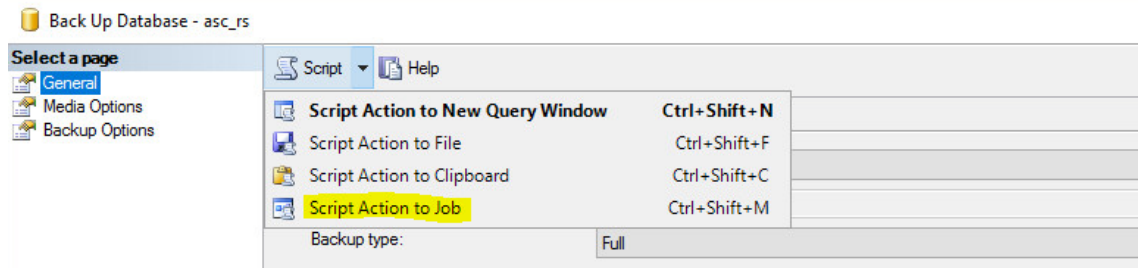 Back Up Database - asc_rs
Select a page
General
Media Options
Backup Options
Script Help
Script Action to New Query Window Ctrl+Shift+N
Script Action to File Ctrl+Shift+F
Script Action to Clipboard Ctrl+Shift+C
Script Action to Job Ctrl+Shift+M
Backup type: Full